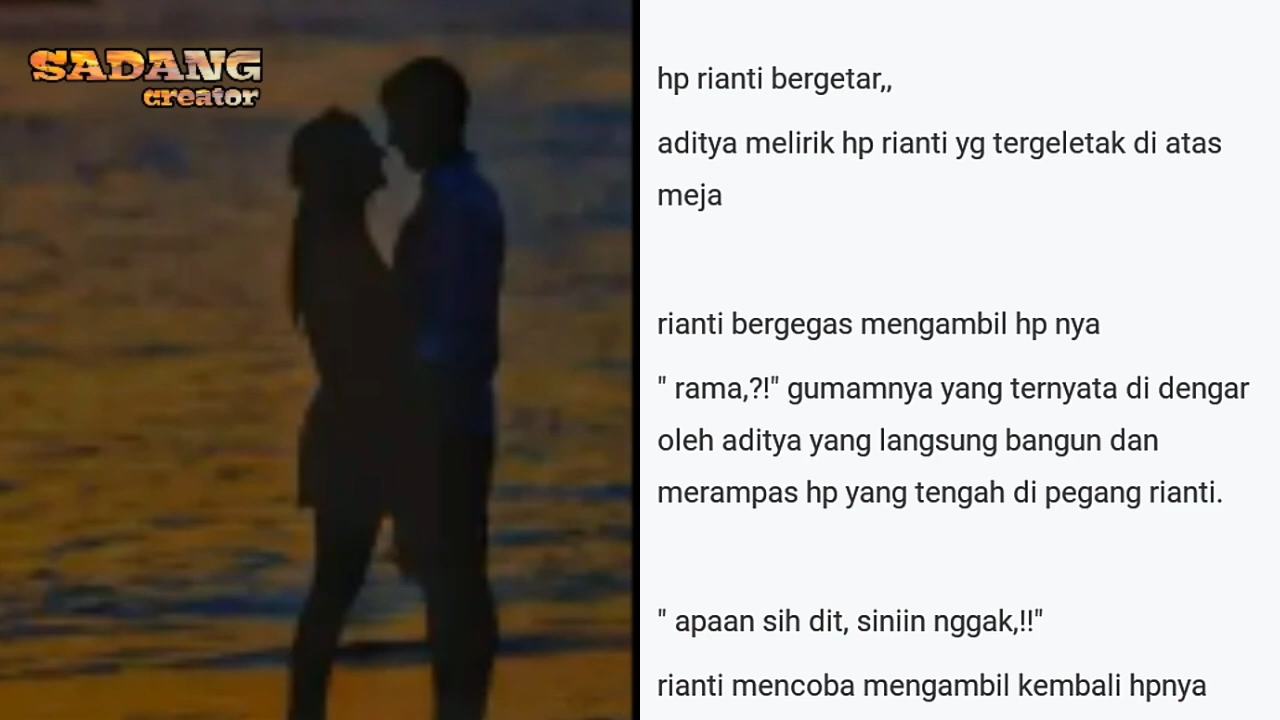 SADANG
creator
hp rianti bergetar,,
aditya melirik hp rianti yg tergeletak di atas
meja
rianti bergegas mengambil hp nya
" rama,?!" gumamnya yang ternyata di dengar
oleh aditya yang langsung bangun dan
merampas hp yang tengah di pegang rianti.
" apaan sih dit, siniin nggak,!!"
rianti mencoba mengambil kembali hpnya